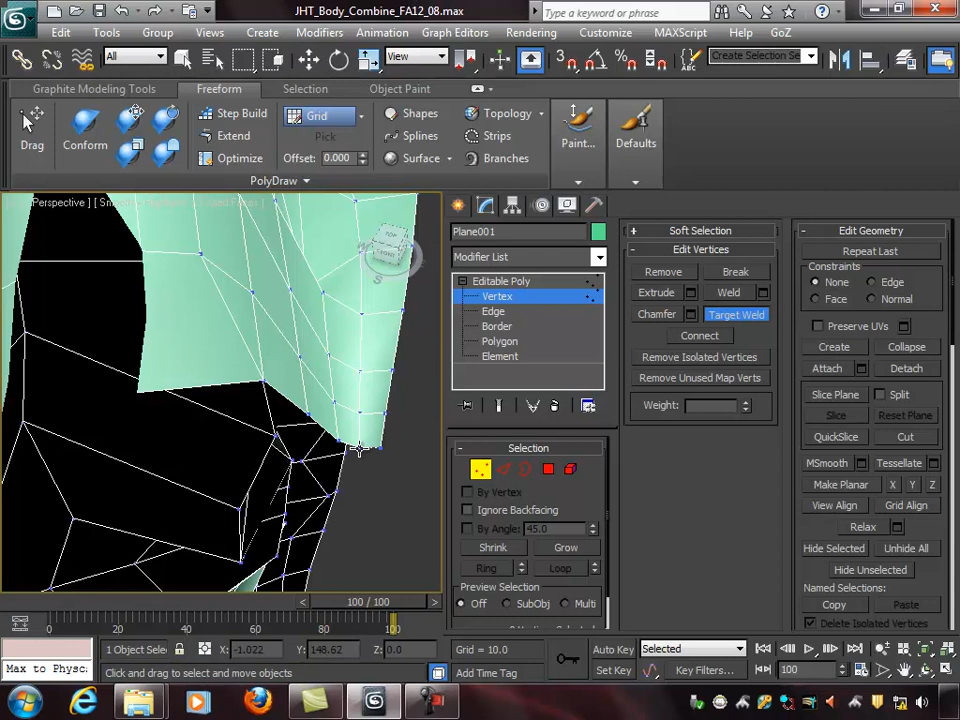 JHT_Body_Combine_FA12_08.max
Type a keyword or phrase
Edit Tools Group Views Create Modifiers Animation Graph Editors Rendering Customize MAXScript Help GoZ
All View Create Selection Se
Graphite Modeling Tools Freeform Selection Object Paint
Step Build Grid Shapes Topology
Drag Conform Extend Pick Splines Strips Paint... Defaults
Optimize Offset: 0.000 Surface Branches
PolyDraw
Perspective ]
Plane001
Modifier List
Editable Poly
Vertex
Edge
Border
Polygon
Element
Selection
By Vertex
Ignore Backfacing
By Angle: 45.0
Shrink Grow
Ring Loop
Preview Selection
Off SubObj Multi
Soft Selection
Edit Vertices
Remove Break
Extrude Weld
Chamfer Target Weld
Connect
Remove Isolated Vertices
Remove Unused Map Verts
Weight:
Edit Geometry
Repeat Last
Constraints
None Edge
Face Normal
Preserve UVs
Create Collapse
Attach Detach
Slice Plane Split
Slice Reset Plane
QuickSlice Cut
MSmooth Tessellate
Make Planar X Y Z
View Align Grid Align
Relax
Hide Selected Unhide All
Hide Unselected
Named Selections:
Copy Paste
Delete Isolated Vertices
TOP
FRONT
S
100 / 100
0 20 40 60 80 100
1 Object Selec X: -1.022 Y: 148.62 Z: 0.0 Grid = 10.0 Auto Key Selected
Max to Physc Click and drag to select and move objects Add Time Tag Set Key Key Filters... 100